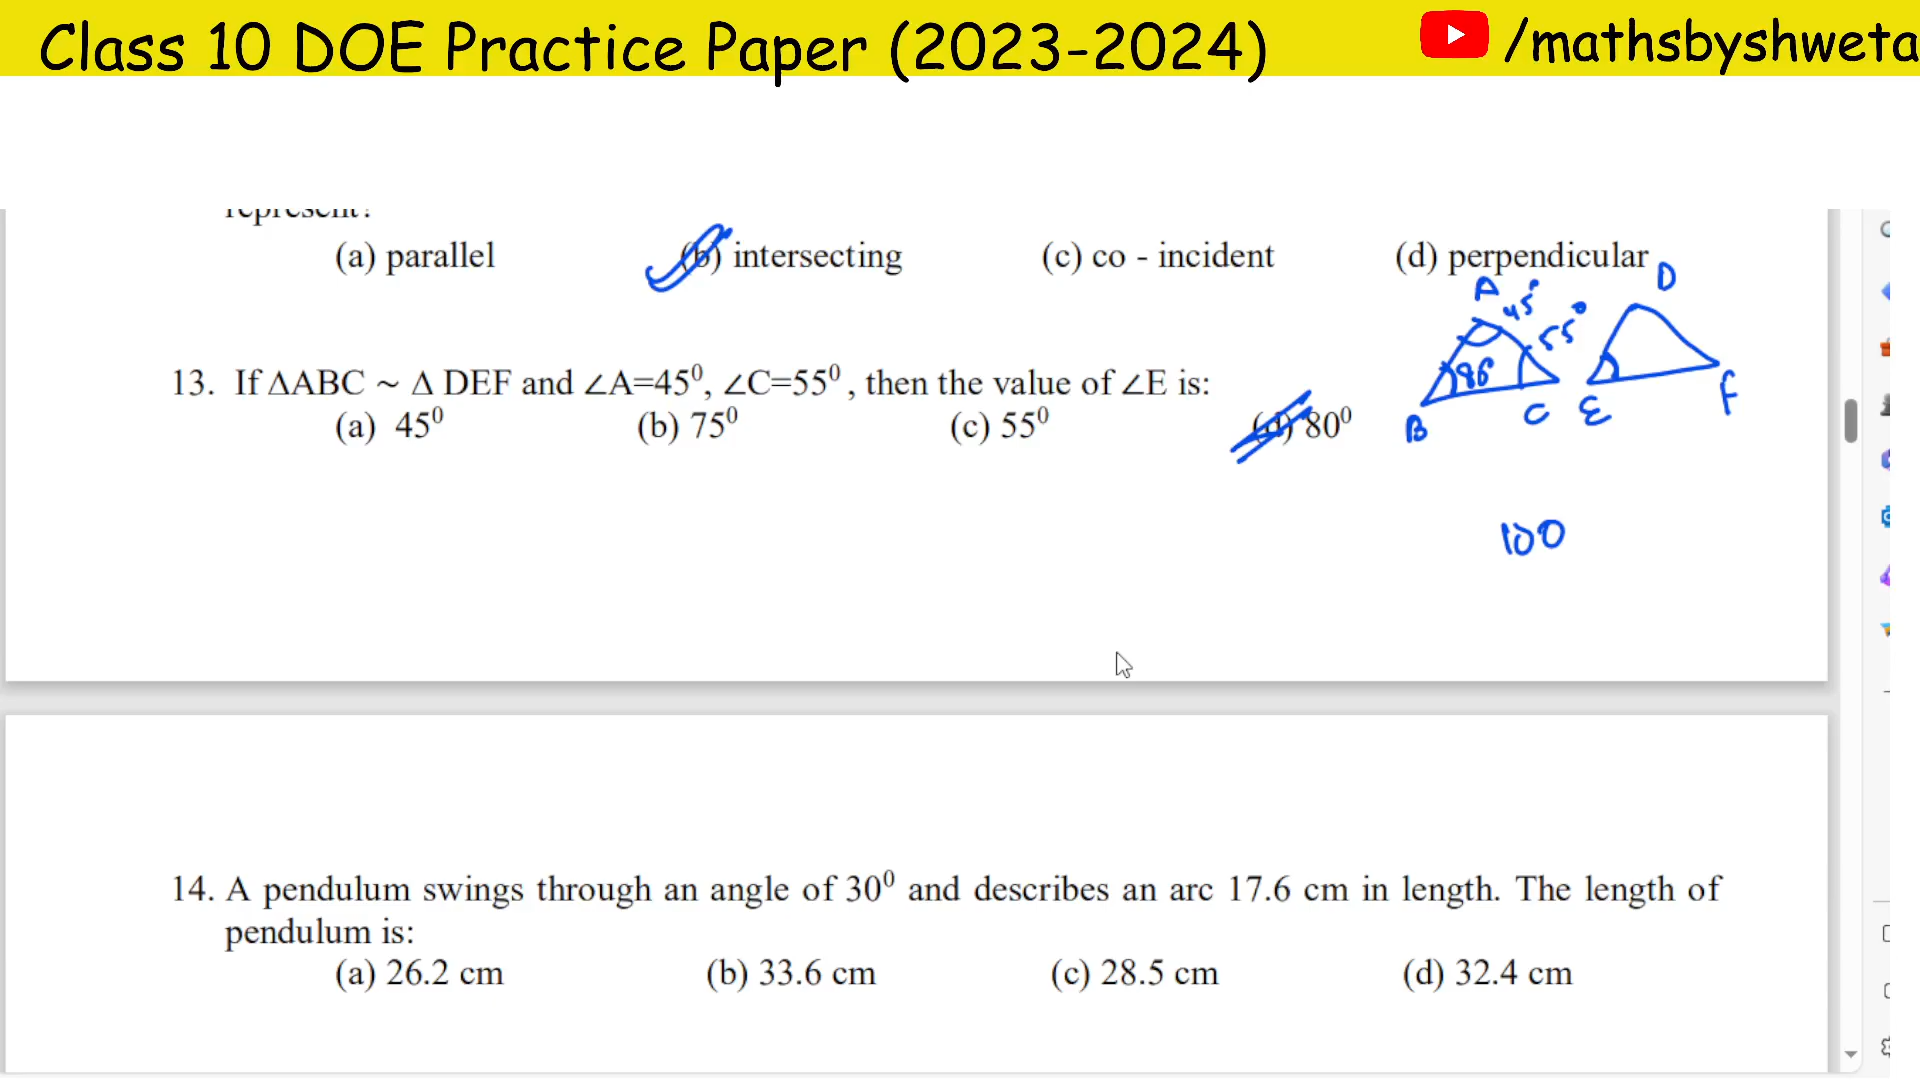 Class 10 DOE Practice Paper (2023-2024) /mathsbyshweta
(a) parallel (b) intersecting (c) co - incident (d) perpendicular
A 45° 55° D
13. If ΔABC ~ Δ DEF and ∠A=45⁰, ∠C=55⁰ , then the value of ∠E is:
(a) 45⁰ (b) 75⁰ (c) 55⁰ (d) 80⁰
B C E F
100
14. A pendulum swings through an angle of 30⁰ and describes an arc 17.6 cm in length. The length of
pendulum is:
(a) 26.2 cm (b) 33.6 cm (c) 28.5 cm (d) 32.4 cm